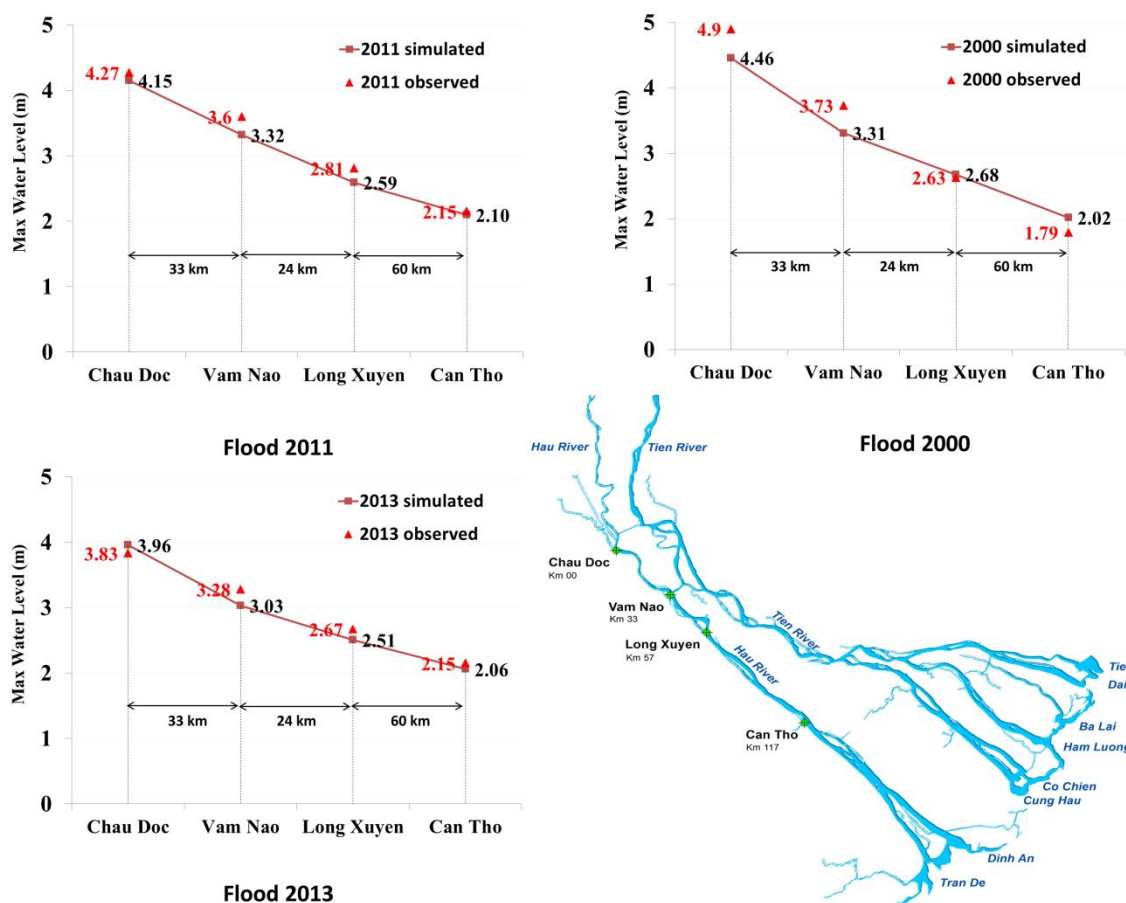 5
4
3
2
1
0
Max Water Level (m)
2011 simulated
2011 observed
4.27
4.15
3.6
3.32
2.81
2.59
2.15
2.10
33 km
24 km
60 km
Chau Doc
Vam Nao
Long Xuyen
Can Tho
Flood 2011
5
4
3
2
1
0
Max Water Level (m)
2000 simulated
2000 observed
4.9
4.46
3.73
3.31
2.63
2.68
1.79
2.02
33 km
24 km
60 km
Chau Doc
Vam Nao
Long Xuyen
Can Tho
Flood 2000
5
4
3
2
1
0
Max Water Level (m)
2013 simulated
2013 observed
3.83
3.96
3.28
3.03
2.67
2.51
2.15
2.06
33 km
24 km
60 km
Chau Doc
Vam Nao
Long Xuyen
Can Tho
Flood 2013
Hau River
Tien River
Chau Doc
Km 00
Vam Nao
Km 33
Long Xuyen
Km 57
Tien River
Hau River
Can Tho
Km 117
Tie
Dai
Ba Lai
Ham Luong
Co Chien
Cung Hau
Dinh An
Tran De